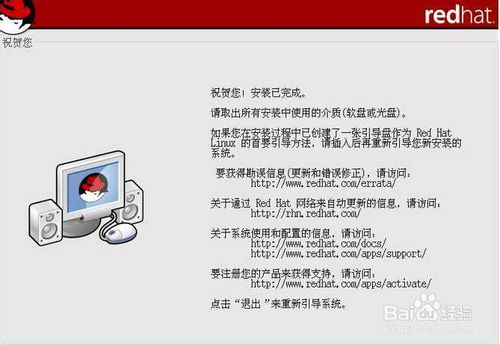 redhat.
祝贺您
祝贺您！安装已完成。
请取出所有安装中使用的介质(软盘或光盘)。
如果您在安装过程中已创建了一张引导盘作为 Red Hat
Linux 的首要引导方法，请插入后再重新引导您新安装的
系统。
要获得勘误信息(更新和错误修正)，请访问：
http://www.redhat.com/errata/
关于通过 Red Hat 网络来自动更新的信息，请访问：
http://rhn.redhat.com/
关于系统使用和配置的信息，请访问：
http://www.redhat.com/docs/
http://www.redhat.com/apps/support/
要注册您的产品来获得支持，请访问：
http://www.redhat.com/apps/activate/
点击“退出”来重新引导系统。
Baidu经验
jingyan.baidu.com